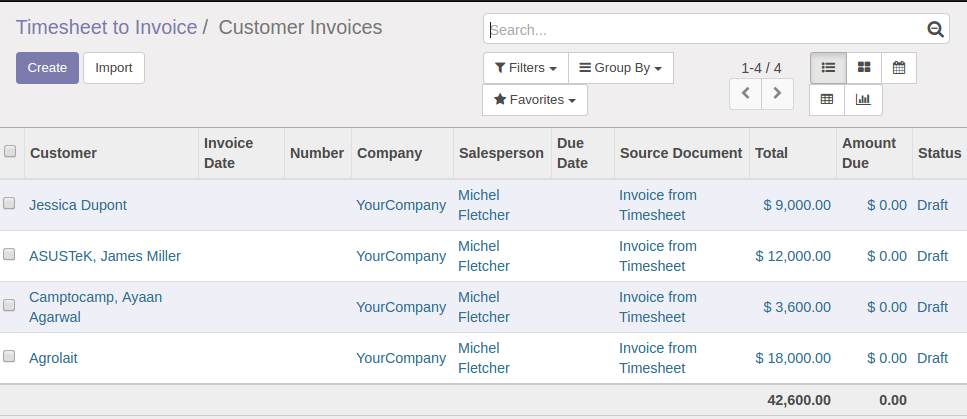 Timesheet to Invoice / Customer Invoices
Search...
Create Import
Filters Group By
1-4 / 4
Favorites
Customer Invoice Date Number Company Salesperson Due Date Source Document Total Amount Due Status
Jessica Dupont YourCompany Michel Fletcher Invoice from Timesheet $ 9,000.00 $ 0.00 Draft
ASUSTeK, James Miller YourCompany Michel Fletcher Invoice from Timesheet $ 12,000.00 $ 0.00 Draft
Camptocamp, Ayaan Agarwal YourCompany Michel Fletcher Invoice from Timesheet $ 3,600.00 $ 0.00 Draft
Agrolait YourCompany Michel Fletcher Invoice from Timesheet $ 18,000.00 $ 0.00 Draft
42,600.00 0.00